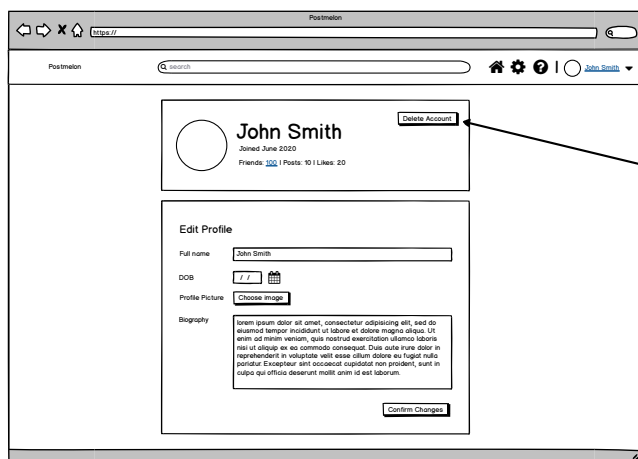 Postmelon
https://
Postmelon
search
John Smith
John Smith
Delete Account
Joined June 2020
Friends: 100 | Posts: 10 | Likes: 20
Edit Profile
Full name
John Smith
DOB
/ /
Profile Picture
Choose image
Biography
lorem ipsum dolor sit amet, consectetur adipisicing elit, sed do
eiusmod tempor incididunt ut labore et dolore magna aliqua. Ut
enim ad minim veniam, quis nostrud exercitation ullamco laboris
nisi ut aliquip ex ea commodo consequat. Duis aute irure dolor in
reprehenderit in voluptate velit esse cillum dolore eu fugiat nulla
pariatur. Excepteur sint occaecat cupidatat non proident, sunt in
culpa qui officia deserunt mollit anim id est laborum.
Confirm Changes